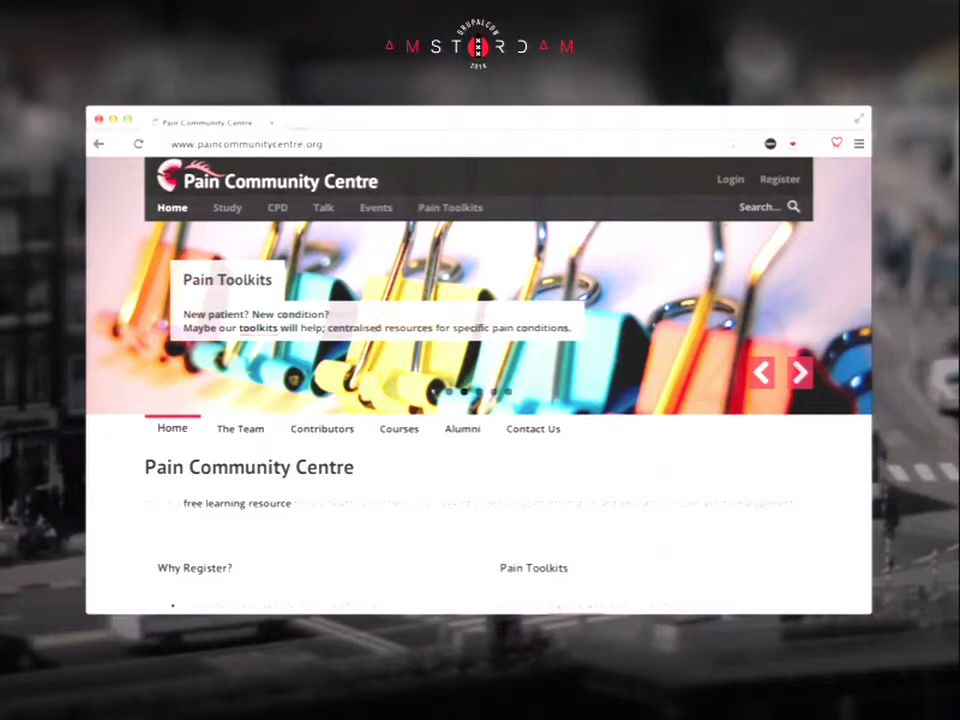 DRUPALCON
AMSTERDAM
2014
Pain Community Centre
www.paincommunitycentre.org
Pain Community Centre
Login Register
Home Study CPD Talk Events Pain Toolkits
Search...
Pain Toolkits
New patient? New condition?
Maybe our toolkits will help; centralised resources for specific pain conditions.
Home The Team Contributors Courses Alumni Contact Us
Pain Community Centre
free learning resource
Why Register? Pain Toolkits